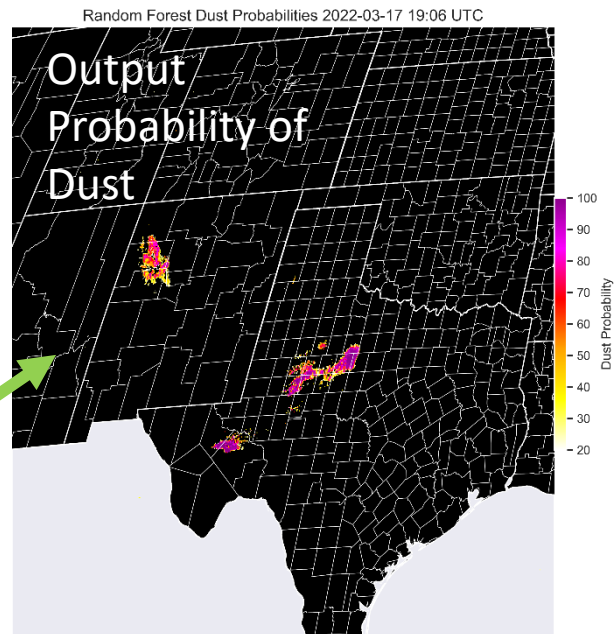 Random Forest Dust Probabilities 2022-03-17 19:06 UTC
Output
Probability of
Dust
100
90
80
70
60
50
40
30
20
Dust Probability